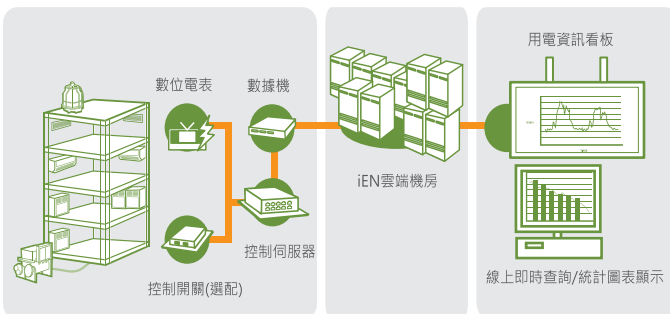 數位電表
數據機
控制伺服器
控制開關(選配)
iEN雲端機房
用電資訊看板
線上即時查詢/統計圖表顯示